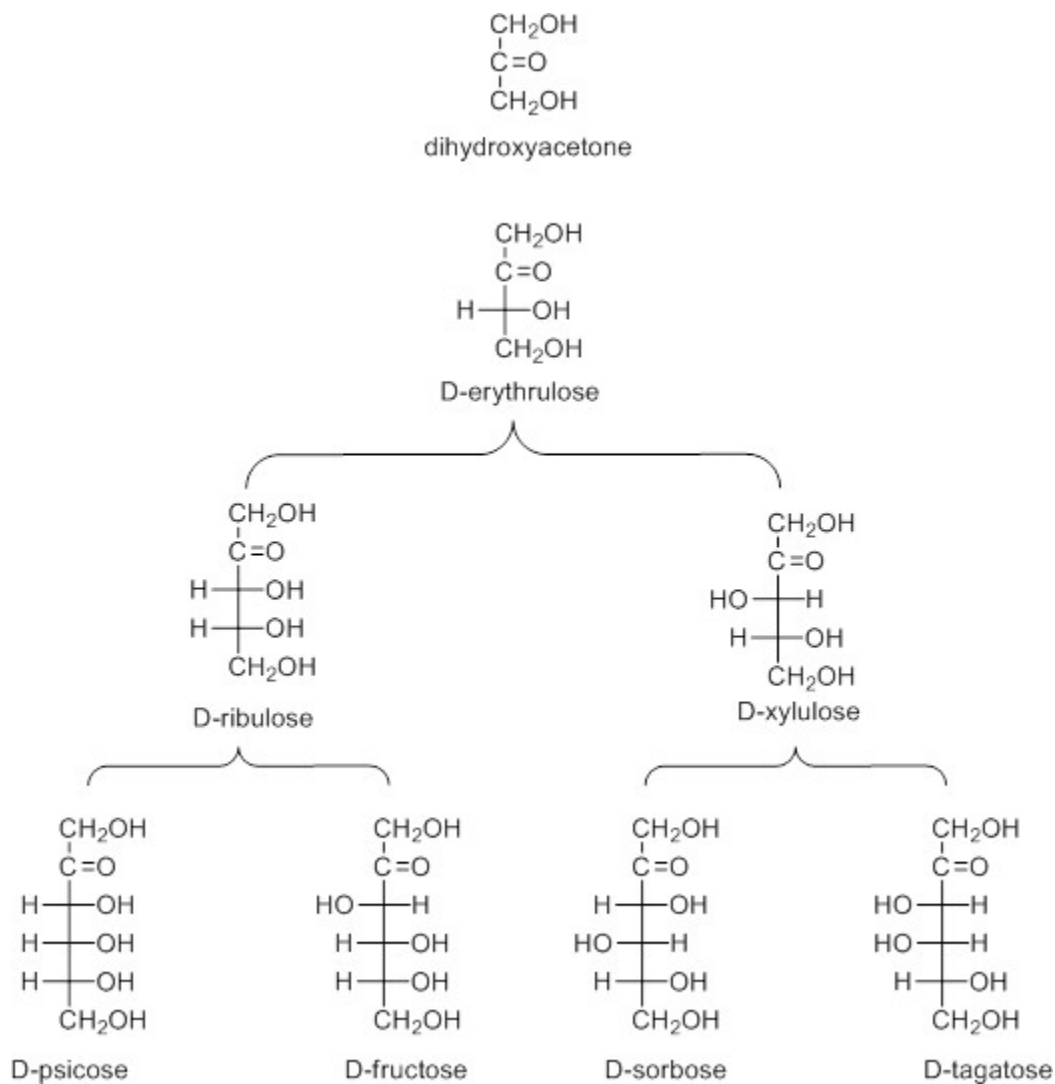 CH₂OH
C=O
CH₂OH
dihydroxyacetone
CH₂OH
C=O
H OH
CH₂OH
D-erythrulose
CH₂OH
C=O
H OH
H OH
CH₂OH
D-ribulose
CH₂OH
C=O
HO H
H OH
CH₂OH
D-xylulose
CH₂OH
C=O
H OH
H OH
H OH
CH₂OH
D-psicose
CH₂OH
C=O
HO H
H OH
H OH
CH₂OH
D-fructose
CH₂OH
C=O
H OH
HO H
H OH
CH₂OH
D-sorbose
CH₂OH
C=O
HO H
HO H
H OH
CH₂OH
D-tagatose